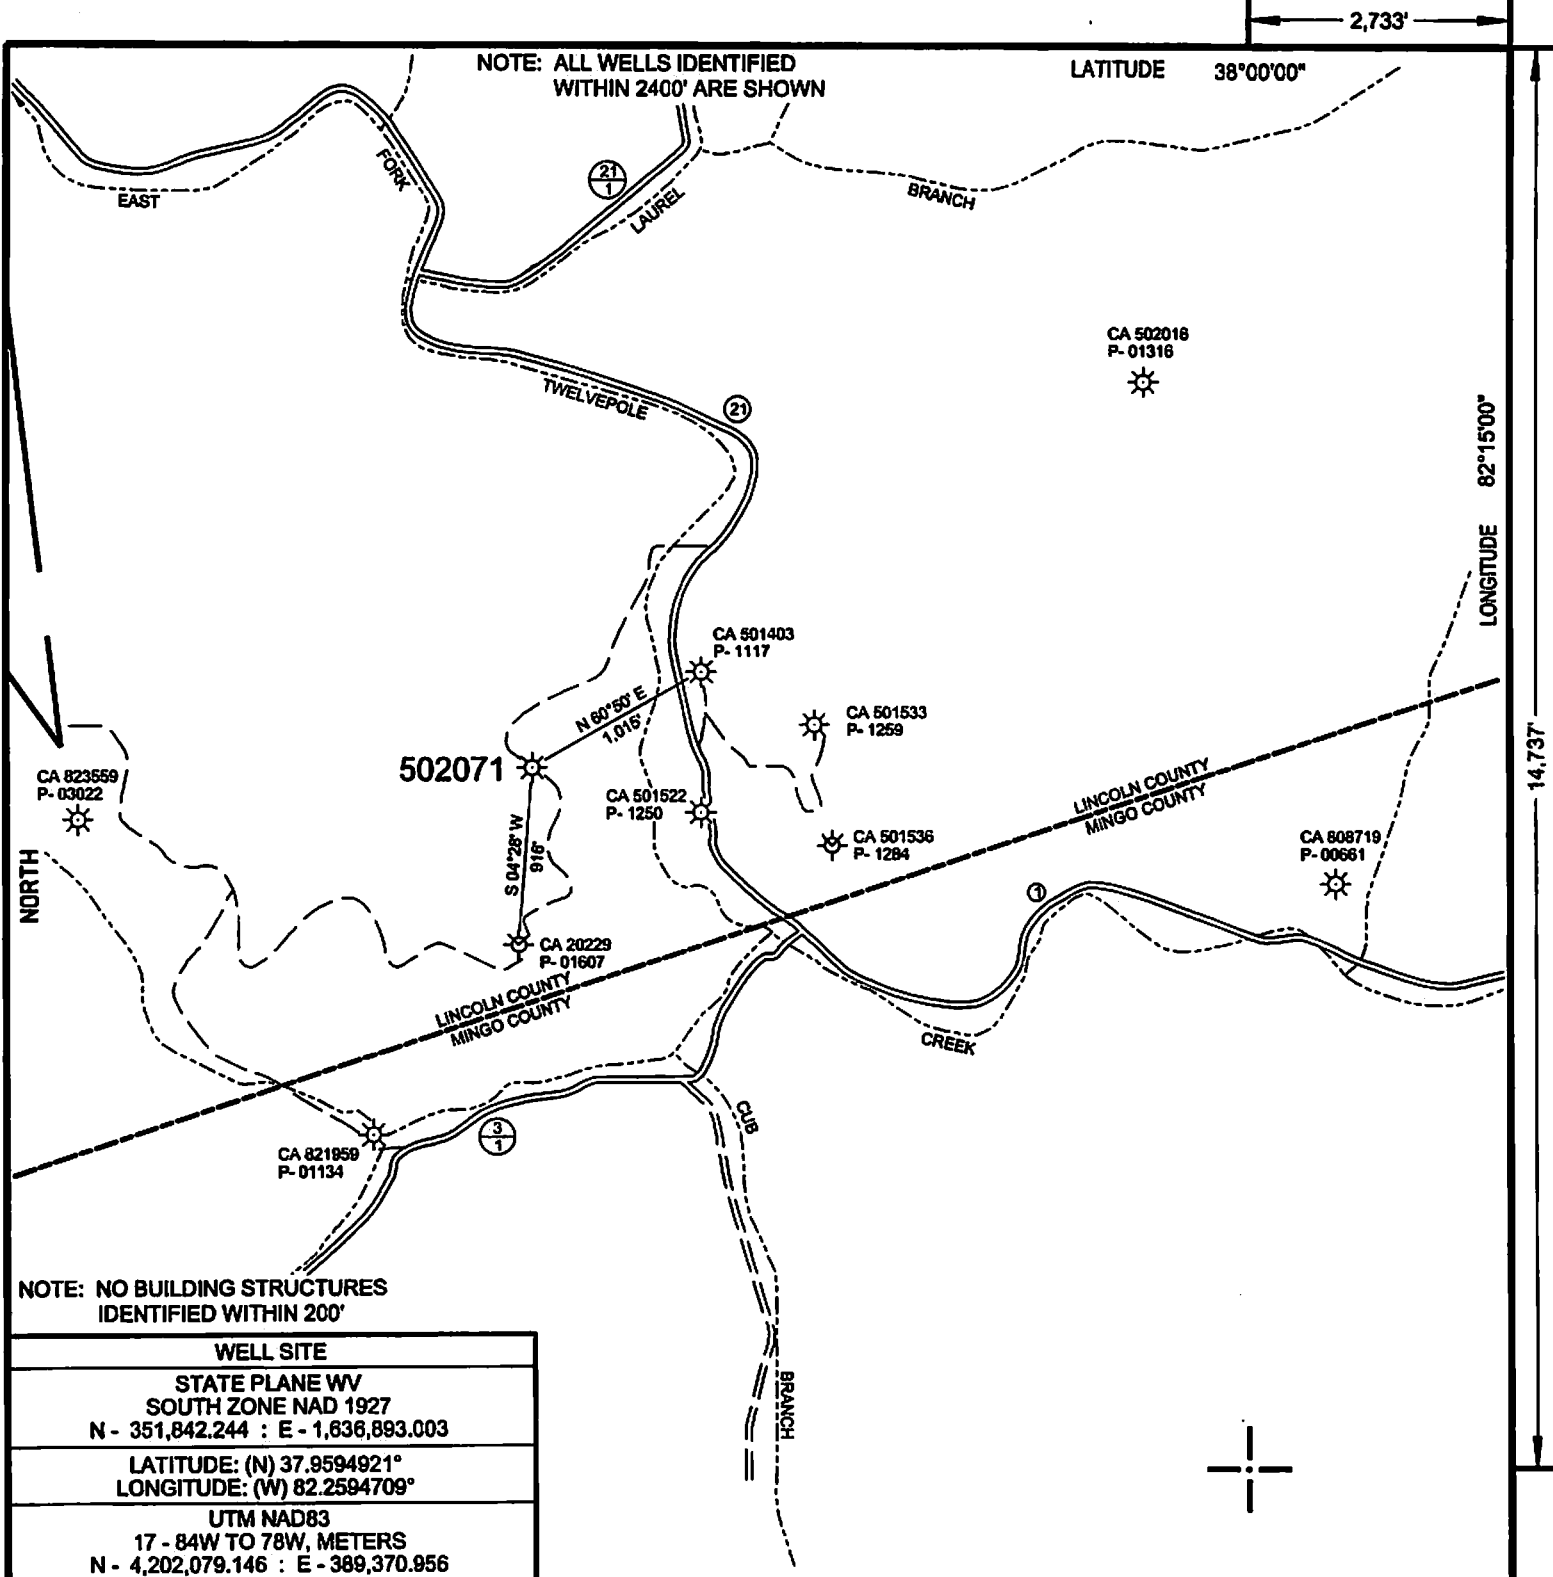 2,733'
NOTE: ALL WELLS IDENTIFIED
WITHIN 2400' ARE SHOWN
LATITUDE 38°00'00"
EAST
FORK
21
1
LAUREL
BRANCH
CA 502016
P- 01316
TWELVEPOLE
21
LONGITUDE 82°15'00"
CA 501403
P- 1117
N 60°50' E
1,015'
CA 501533
P- 1259
502071
14,737'
CA 823559
P- 03022
CA 501522
P- 1250
LINCOLN COUNTY
MINGO COUNTY
S 04°28' W
916'
CA 501536
P- 1284
CA 808719
P- 00661
NORTH
1
CA 20229
P- 01607
LINCOLN COUNTY
MINGO COUNTY
CREEK
CUB
3
1
CA 821959
P- 01134
NOTE: NO BUILDING STRUCTURES
IDENTIFIED WITHIN 200'
BRANCH
WELL SITE
STATE PLANE WV
SOUTH ZONE NAD 1927
N - 351,842.244 : E - 1,636,893.003
LATITUDE: (N) 37.9594921°
LONGITUDE: (W) 82.2594709°
UTM NAD83
17 - 84W TO 78W, METERS
N - 4,202,079.146 : E - 389,370.956